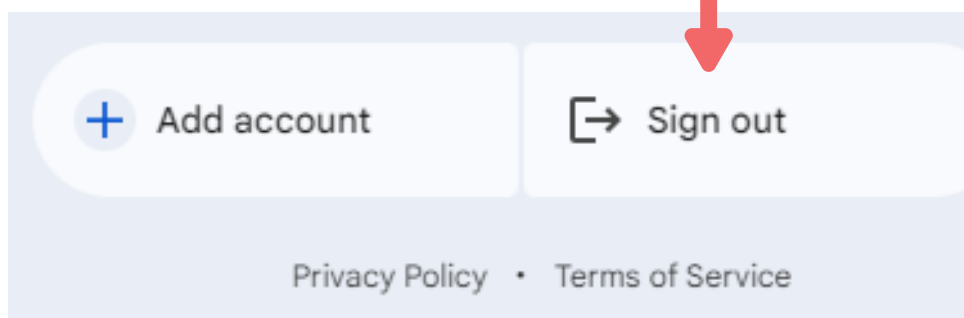 Add account Sign out
Privacy Policy • Terms of Service